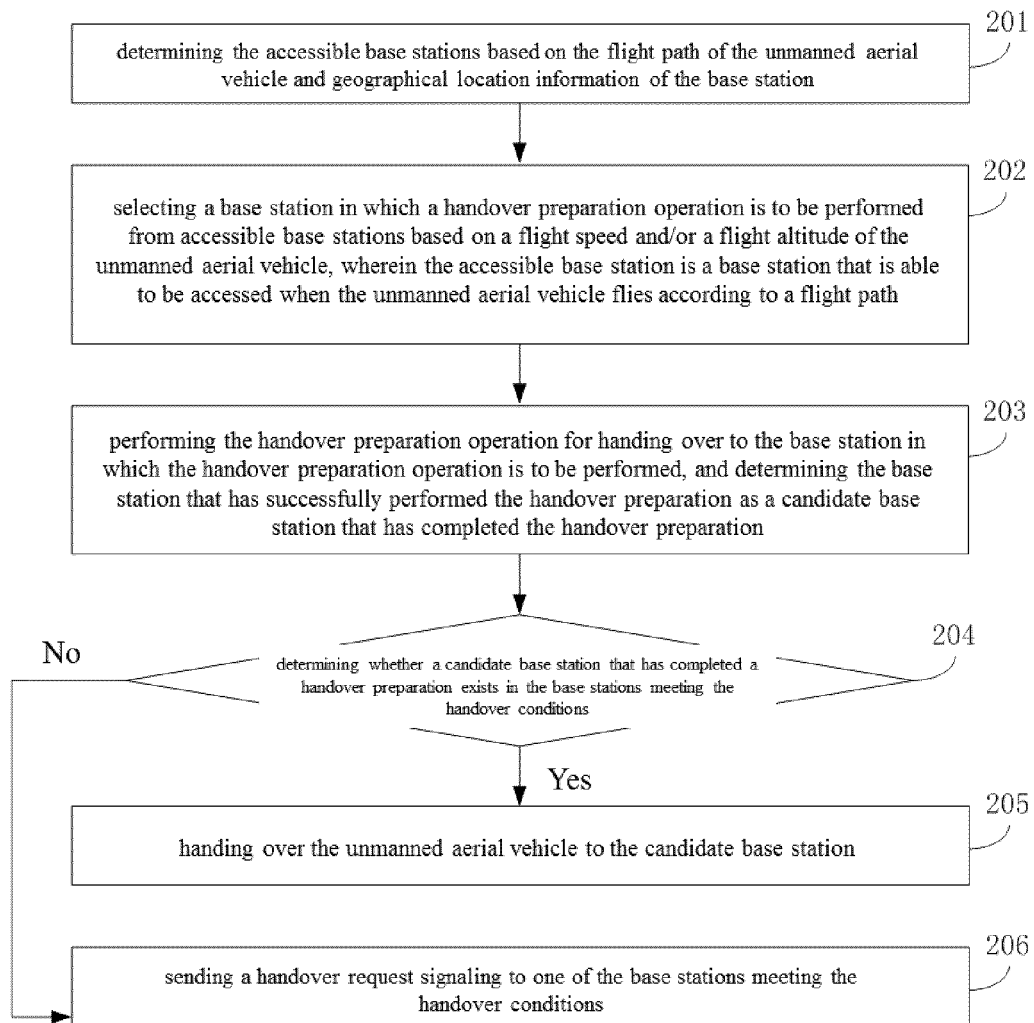 201
determining the accessible base stations based on the flight path of the unmanned aerial
vehicle and geographical location information of the base station
202
selecting a base station in which a handover preparation operation is to be performed
from accessible base stations based on a flight speed and/or a flight altitude of the
unmanned aerial vehicle, wherein the accessible base station is a base station that is able
to be accessed when the unmanned aerial vehicle flies according to a flight path
203
performing the handover preparation operation for handing over to the base station in
which the handover preparation operation is to be performed, and determining the base
station that has successfully performed the handover preparation as a candidate base
station that has completed the handover preparation
204
No
determining whether a candidate base station that has completed a
handover preparation exists in the base stations meeting the
handover conditions
Yes
205
handing over the unmanned aerial vehicle to the candidate base station
206
sending a handover request signaling to one of the base stations meeting the
handover conditions